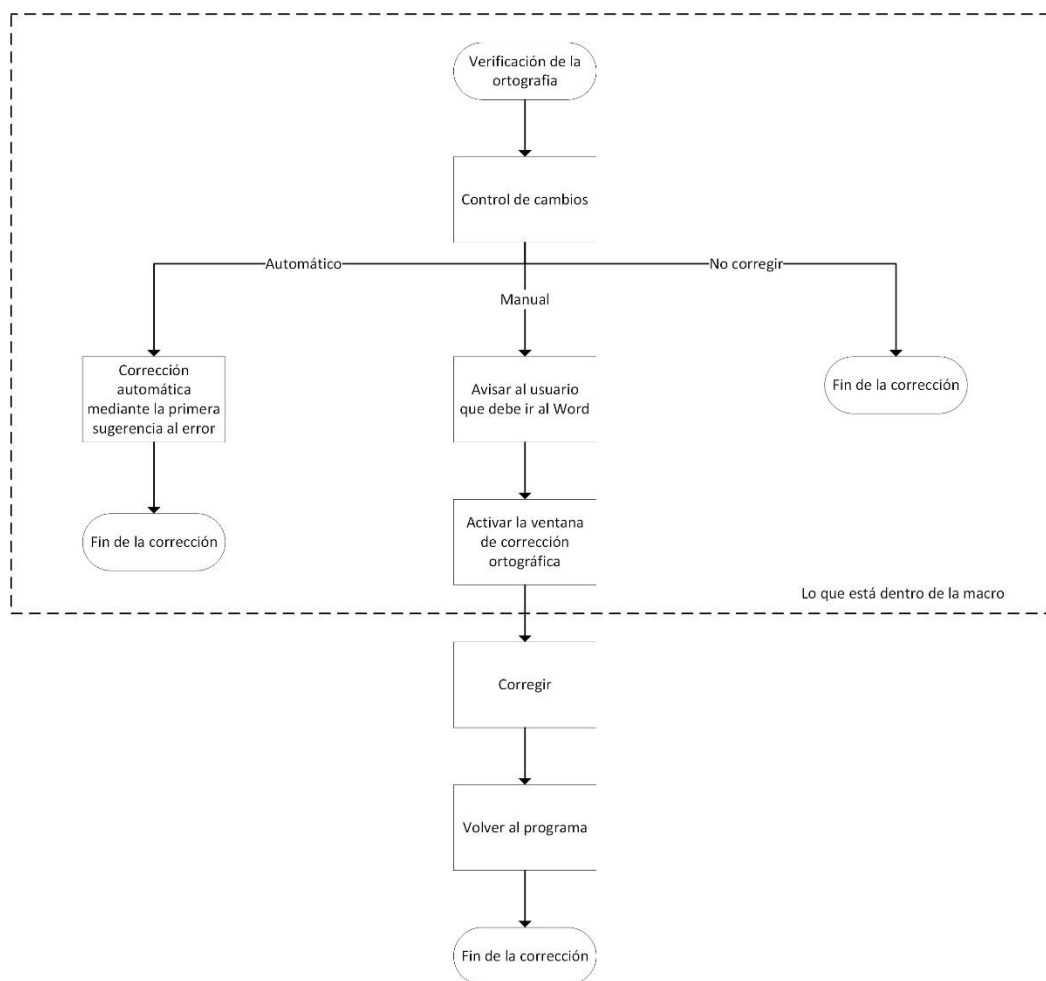 Verificación de la
ortografia
Control de cambios
Automático
No corregir
Manual
Corrección
automática
mediante la primera
sugerencia al error
Avisar al usuario
que debe ir al Word
Fin de la corrección
Fin de la corrección
Activar la ventana
de corrección
ortográfica
Lo que está dentro de la macro
Corregir
Volver al programa
Fin de la corrección